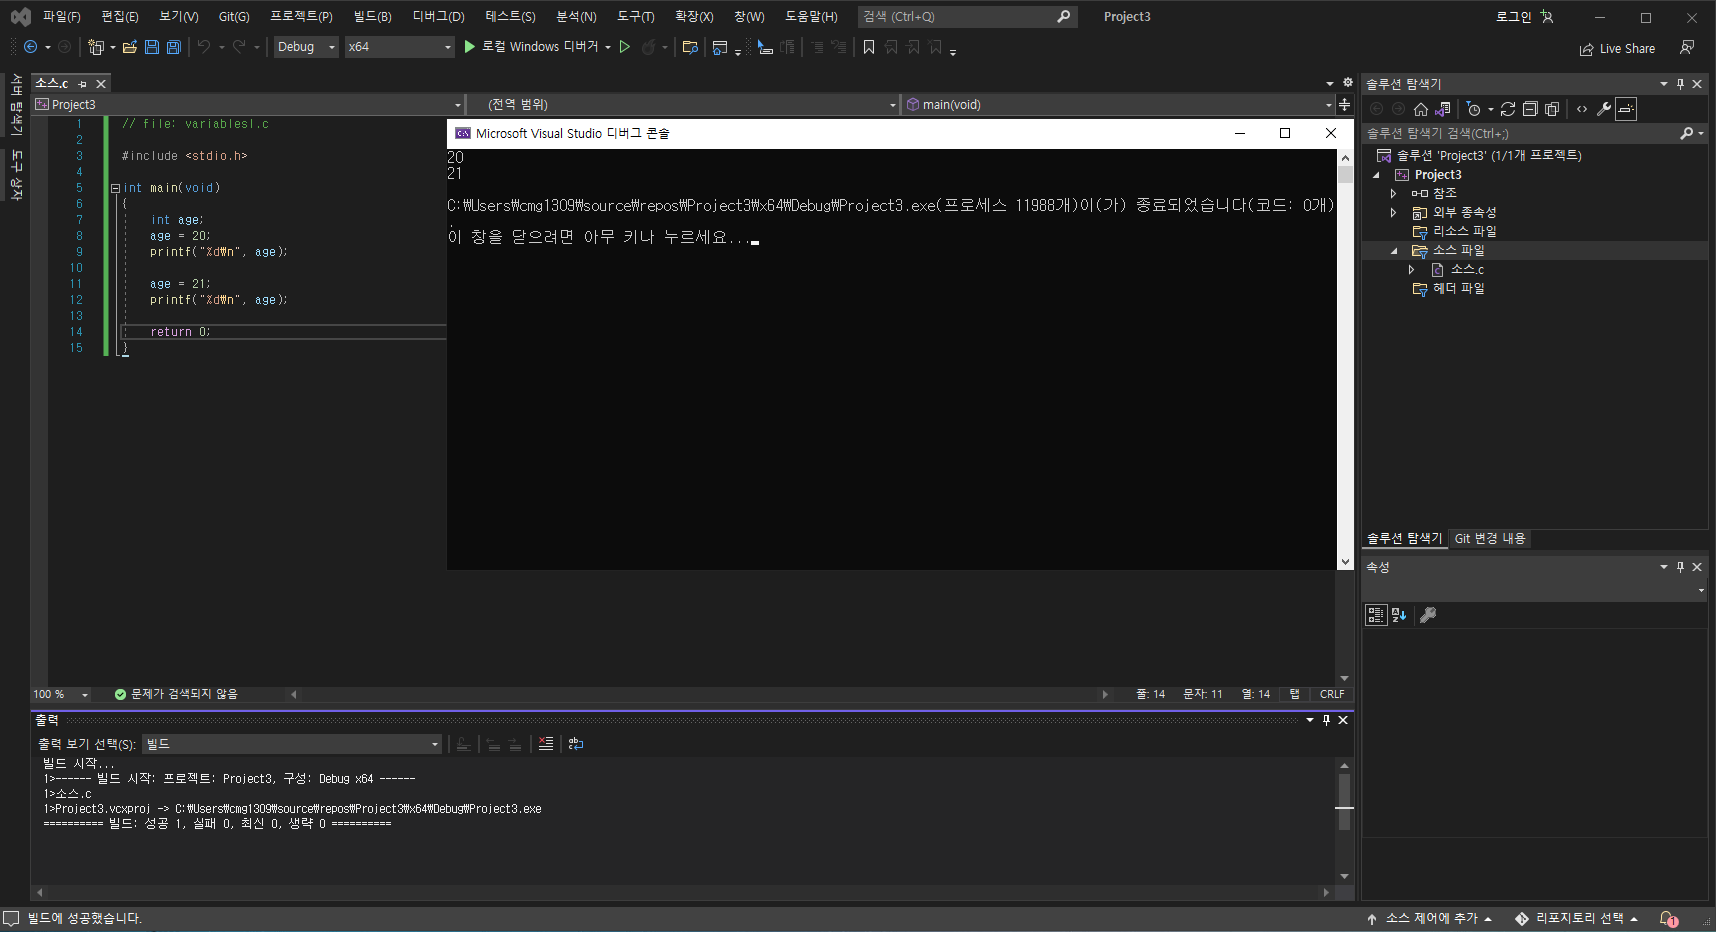 파일(F) 편집(E) 보기(V) Git(G) 프로젝트(P) 빌드(B) 디버그(D) 테스트(S) 분석(N) 도구(T) 확장(X) 창(W) 도움말(H) 검색 (Ctrl+Q) Project3 로그인
Debug x64 로컬 Windows 디버거 Live Share
서버 탐색기
도구 상자
소스.c
Project3 (전역 범위) main(void)
1 // file: variables1.c
2
3 #include <stdio.h>
4
5 int main(void)
6 {
7 int age;
8 age = 20;
9 printf("%d₩n", age);
10
11 age = 21;
12 printf("%d₩n", age);
13
14 return 0;
15 }
Microsoft Visual Studio 디버그 콘솔
20
21
C:₩Users₩cmg1309₩source₩repos₩Project3₩x64₩Debug₩Project3.exe(프로세스 11988개)이(가) 종료되었습니다(코드: 0개)
.
이 창을 닫으려면 아무 키나 누르세요...
100 % 문제가 검색되지 않음 줄: 14 문자: 11 열: 14 탭 CRLF
출력
출력 보기 선택(S): 빌드
빌드 시작...
1>------ 빌드 시작: 프로젝트: Project3, 구성: Debug x64 ------
1>소스.c
1>Project3.vcxproj -> C:₩Users₩cmg1309₩source₩repos₩Project3₩x64₩Debug₩Project3.exe
========== 빌드: 성공 1, 실패 0, 최신 0, 생략 0 ==========
솔루션 탐색기
솔루션 탐색기 검색(Ctrl+;)
솔루션 'Project3' (1/1개 프로젝트)
Project3
참조
외부 종속성
리소스 파일
소스 파일
소스.c
헤더 파일
솔루션 탐색기 Git 변경 내용
속성
빌드에 성공했습니다. 소스 제어에 추가 리포지토리 선택 1